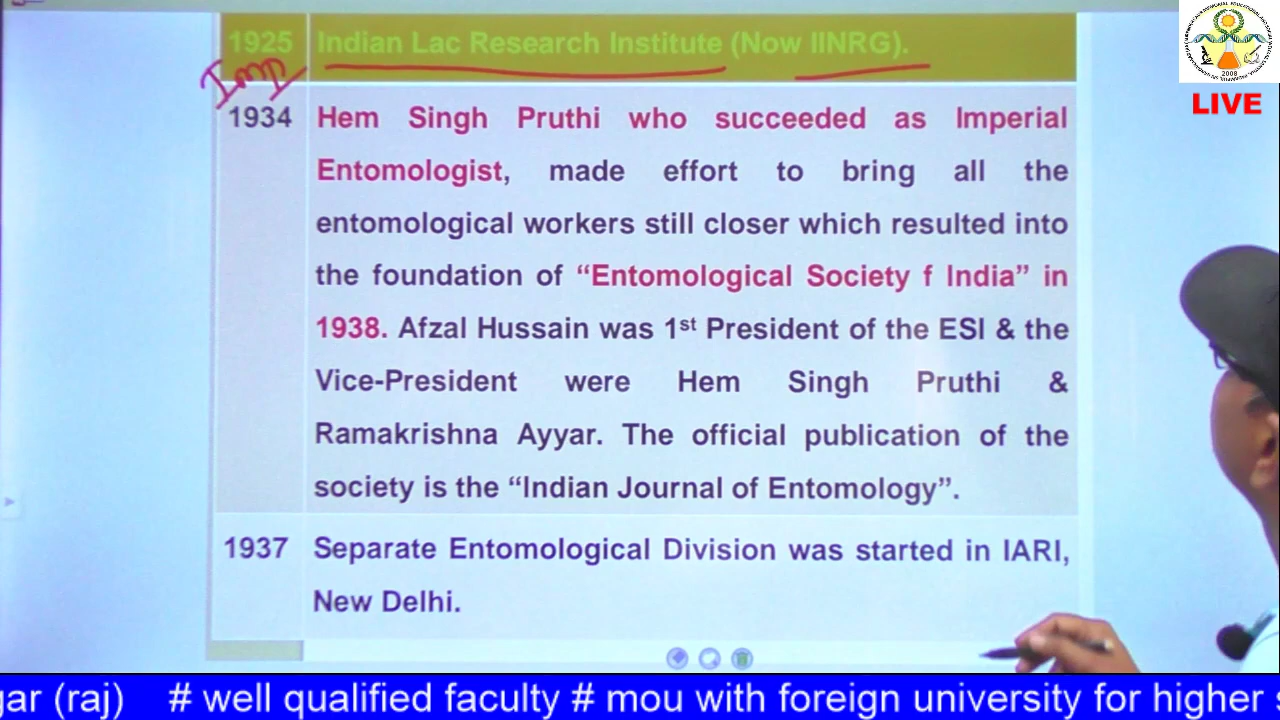 1925 Indian Lac Research Institute (Now IINRG).
Imp
1934 Hem Singh Pruthi who succeeded as Imperial
Entomologist, made effort to bring all the
entomological workers still closer which resulted into
the foundation of “Entomological Society f India” in
1938. Afzal Hussain was 1st President of the ESI & the
Vice-President were Hem Singh Pruthi &
Ramakrishna Ayyar. The official publication of the
society is the “Indian Journal of Entomology”.
1937 Separate Entomological Division was started in IARI,
New Delhi.
2008
LIVE
gar (raj) # well qualified faculty # mou with foreign university for higher s